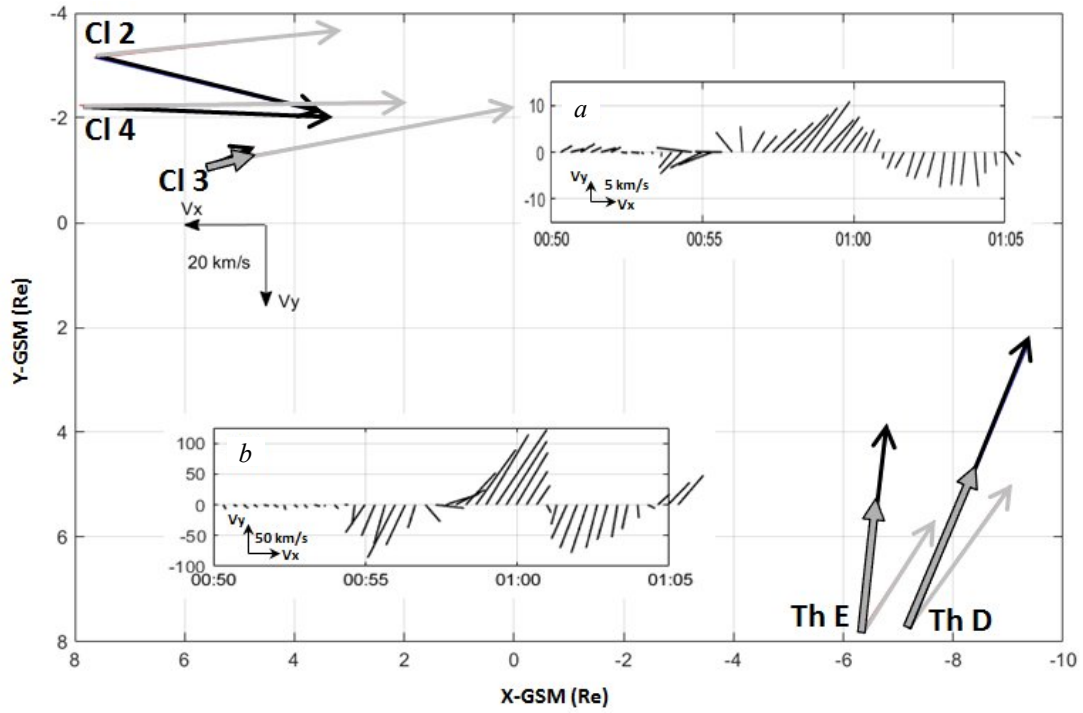 -4
Cl 2
-2
Cl 4
Cl 3
0
Vx
20 km/s
Vy
2
4
6
8
Y-GSM (Re)
10
0
-10
a
Vy
5 km/s
Vx
00:50
00:55
01:00
01:05
100
50
0
-50
-100
b
Vy
50 km/s
Vx
00:50
00:55
01:00
01:05
Th E
Th D
8
6
4
2
0
-2
-4
-6
-8
-10
X-GSM (Re)